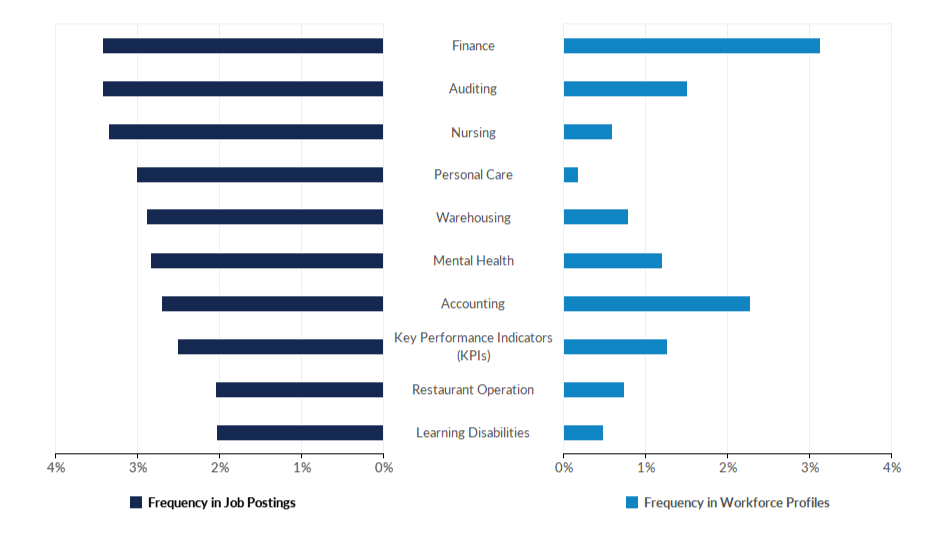 Finance
Auditing
Nursing
Personal Care
Warehousing
Mental Health
Accounting
Key Performance Indicators
(KPIs)
Restaurant Operation
Learning Disabilities
4% 3% 2% 1% 0% 0% 1% 2% 3% 4%
Frequency in Job Postings Frequency in Workforce Profiles